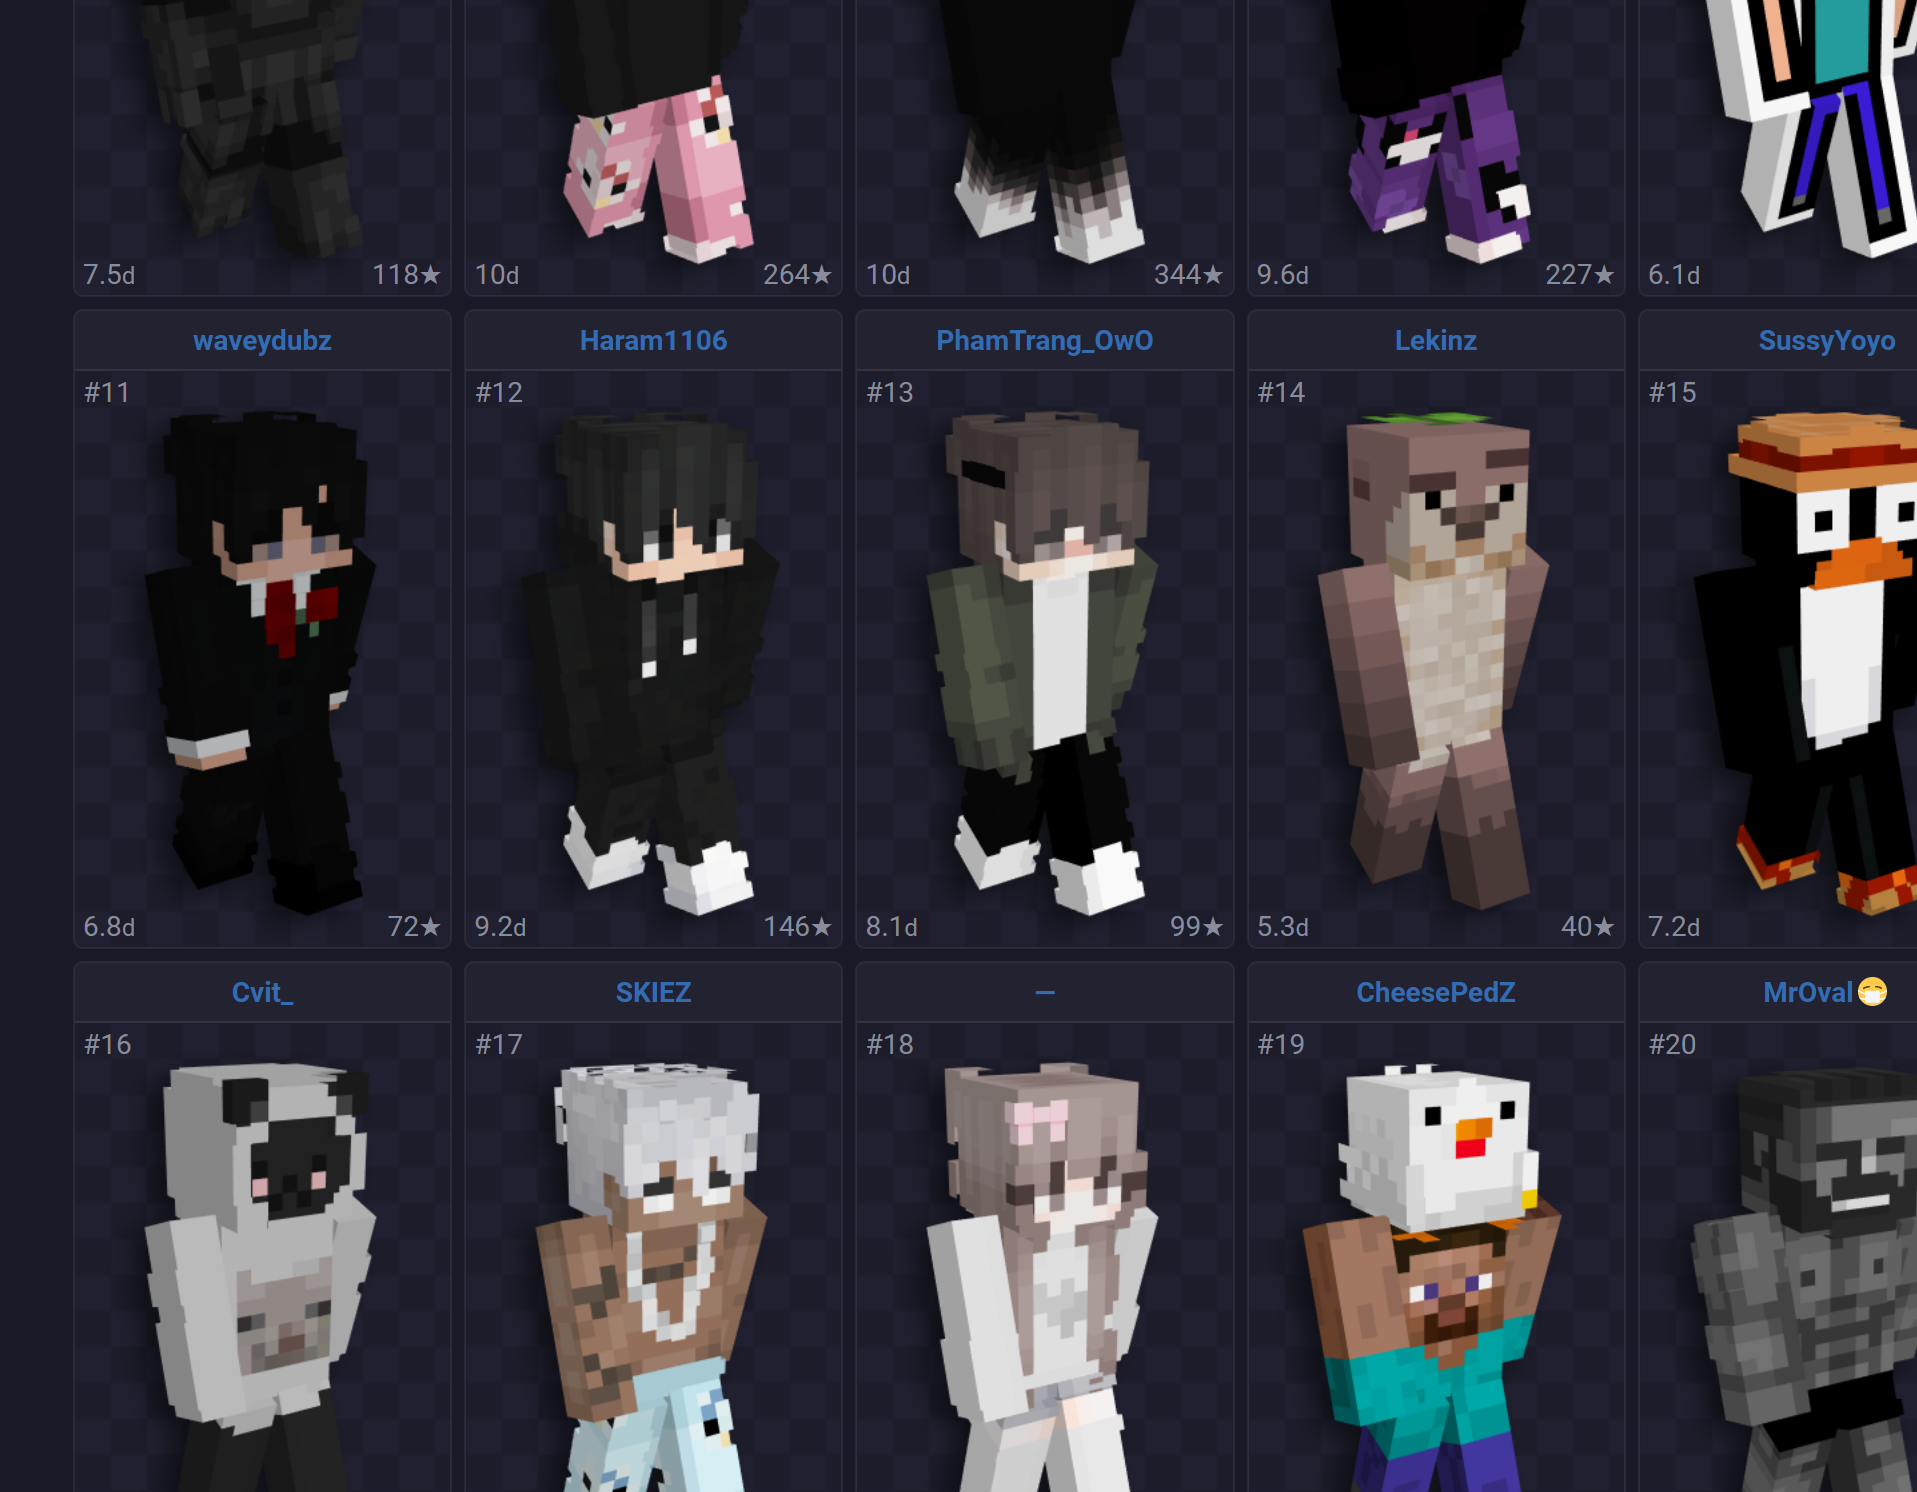 7.5d 118★ 10d 264★ 10d 344★ 9.6d 227★ 6.1d
waveydubz Haram1106 PhamTrang_OwO Lekinz SussyYoyo
#11 #12 #13 #14 #15
6.8d 72★ 9.2d 146★ 8.1d 99★ 5.3d 40★ 7.2d
Cvit_ SKIEZ — CheesePedZ MrOval😷
#16 #17 #18 #19 #20